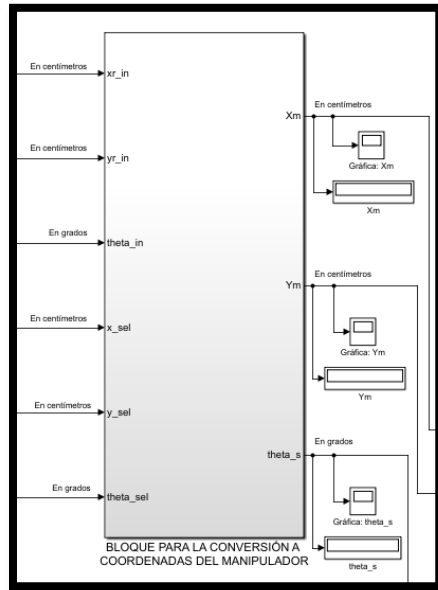 En centímetros
xr_in
En centímetros
Xm
Gráfica: Xm
Xm
En centímetros
yr_in
En grados
theta_in
En centímetros
Ym
Gráfica: Ym
Ym
En centímetros
x_sel
En centímetros
y_sel
En grados
theta_s
Gráfica: theta_s
theta_s
En grados
theta_sel
BLOQUE PARA LA CONVERSIÓN A
COORDENADAS DEL MANIPULADOR